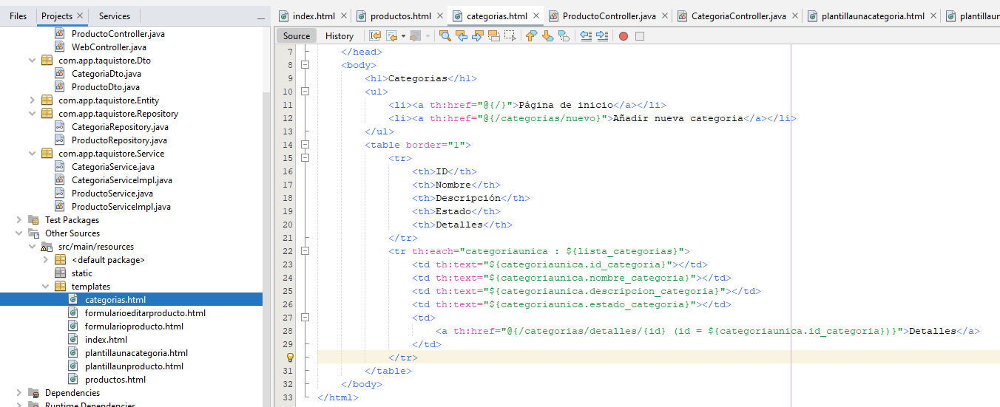 Files Projects Services
ProductoController.java
WebController.java
com.app.taquistore.Dto
CategoriaDto.java
ProductoDto.java
com.app.taquistore.Entity
com.app.taquistore.Repository
CategoriaRepository.java
ProductoRepository.java
com.app.taquistore.Service
CategoriaService.java
CategoriaServiceImpl.java
ProductoService.java
ProductoServiceImpl.java
Test Packages
Other Sources
src/main/resources
<default package>
static
templates
categorias.html
formularioeditarproducto.html
formularioproducto.html
index.html
plantillaunacategoria.html
plantillaunproducto.html
productos.html
Dependencies
Runtime Dependencies
index.html productos.html categorias.html ProductoController.java CategoriaController.java plantillaunacategoria.html plantillaun
Source History
7 </head>
8 <body>
9 <h1>Categorias</h1>
10 <ul>
11 <li><a th:href="@{/}">Página de inicio</a></li>
12 <li><a th:href="@{/categorias/nuevo}">Añadir nueva categoria</a></li>
13 </ul>
14 <table border="1">
15 <tr>
16 <th>ID</th>
17 <th>Nombre</th>
18 <th>Descripción</th>
19 <th>Estado</th>
20 <th>Detalles</th>
21 </tr>
22 <tr th:each="categoriaunica : ${lista_categorias}">
23 <td th:text="${categoriaunica.id_categoria}"></td>
24 <td th:text="${categoriaunica.nombre_categoria}"></td>
25 <td th:text="${categoriaunica.descripcion_categoria}"></td>
26 <td th:text="${categoriaunica.estado_categoria}"></td>
27 <td>
28 <a th:href="@{/categorias/detalles/{id} (id = ${categoriaunica.id_categoria})}">Detalles</a>
29 </td>
</tr>
31 </table>
32 </body>
33 </html>